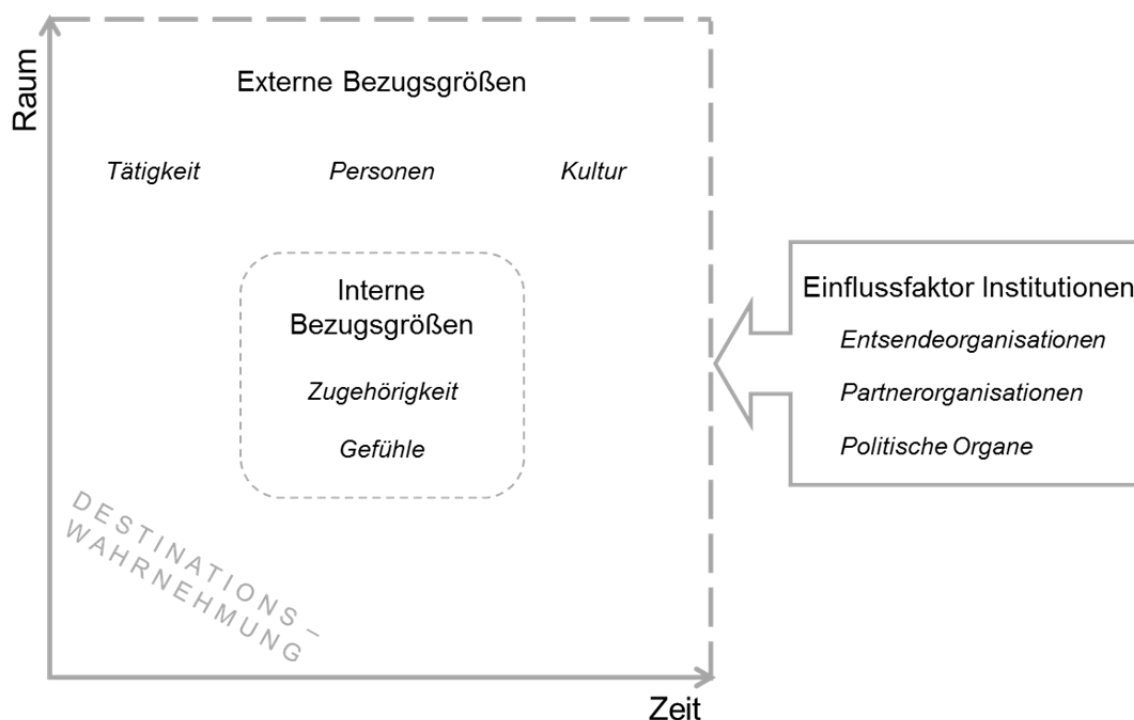 Raum
Externe Bezugsgrößen
Tätigkeit Personen Kultur
Interne
Bezugsgrößen
Zugehörigkeit
Gefühle
Einflussfaktor Institutionen
Entsendeorganisationen
Partnerorganisationen
Politische Organe
DESTINATIONS –
WAHRNEHMUNG
Zeit